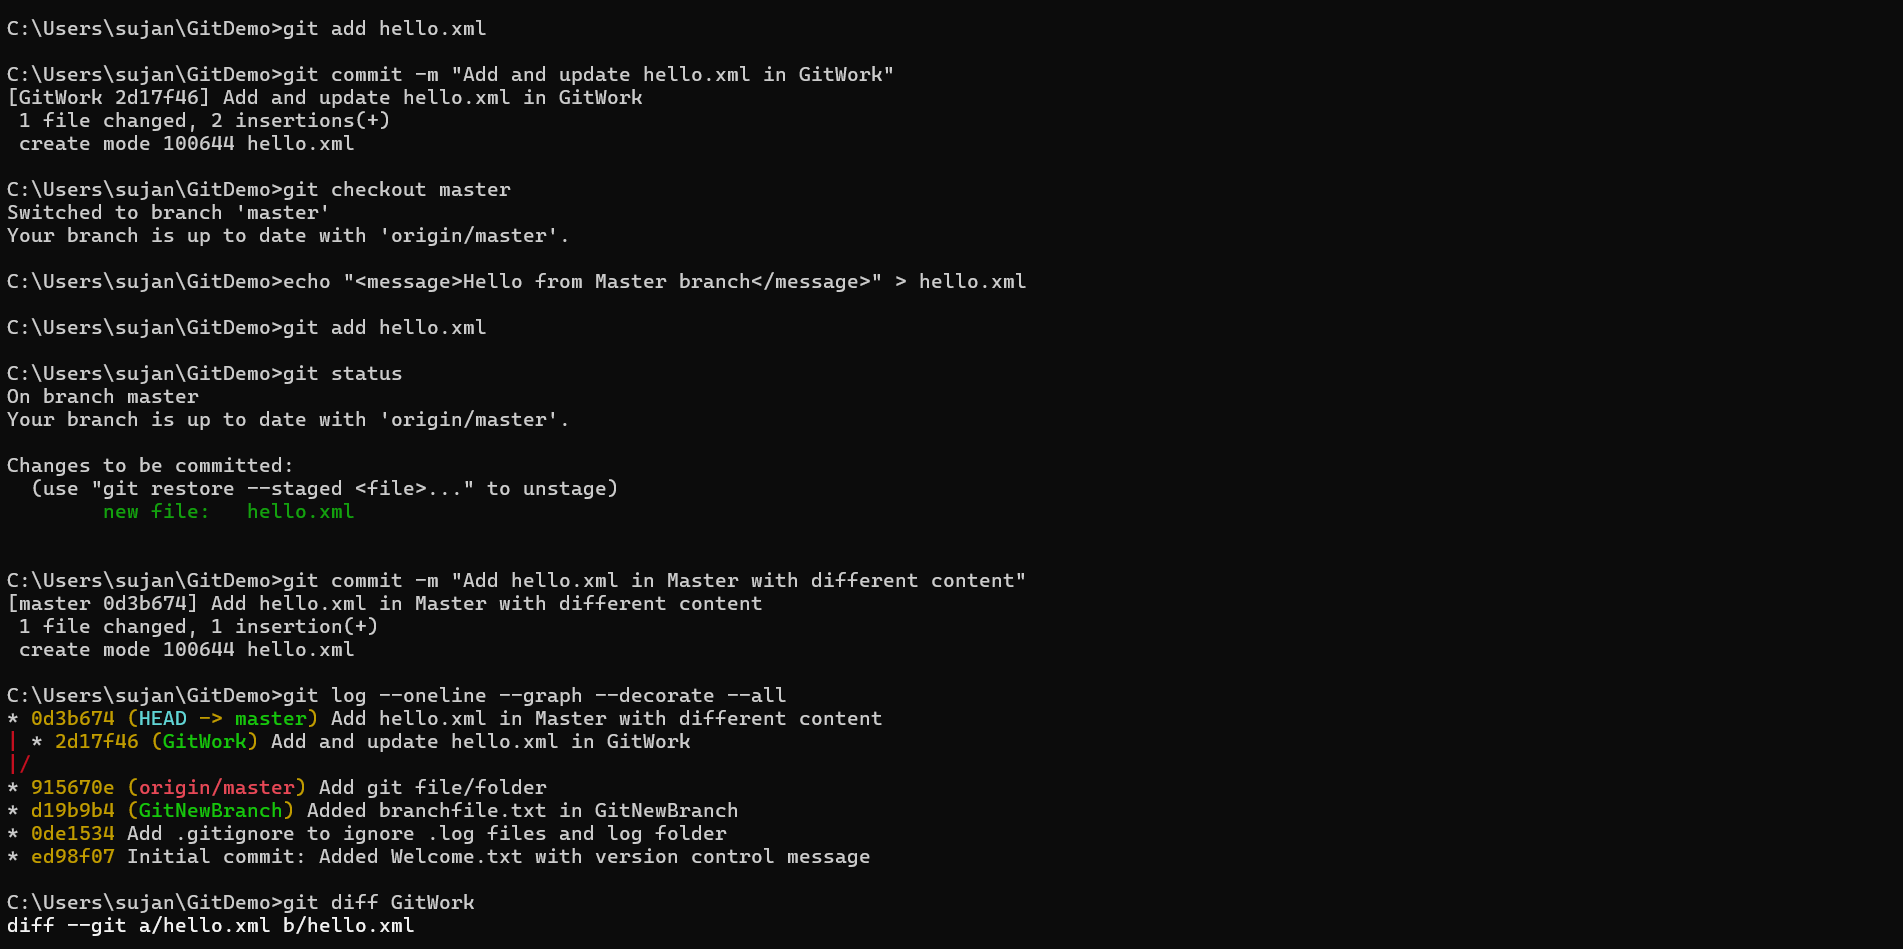 C:\Users\sujan\GitDemo>git add hello.xml
C:\Users\sujan\GitDemo>git commit -m "Add and update hello.xml in GitWork"
[GitWork 2d17f46] Add and update hello.xml in GitWork
 1 file changed, 2 insertions(+)
 create mode 100644 hello.xml
C:\Users\sujan\GitDemo>git checkout master
Switched to branch 'master'
Your branch is up to date with 'origin/master'.
C:\Users\sujan\GitDemo>echo "<message>Hello from Master branch</message>" > hello.xml
C:\Users\sujan\GitDemo>git add hello.xml
C:\Users\sujan\GitDemo>git status
On branch master
Your branch is up to date with 'origin/master'.
Changes to be committed:
  (use "git restore --staged <file>..." to unstage)
        new file:   hello.xml
C:\Users\sujan\GitDemo>git commit -m "Add hello.xml in Master with different content"
[master 0d3b674] Add hello.xml in Master with different content
 1 file changed, 1 insertion(+)
 create mode 100644 hello.xml
C:\Users\sujan\GitDemo>git log --oneline --graph --decorate --all
* 0d3b674 (HEAD -> master) Add hello.xml in Master with different content
| * 2d17f46 (GitWork) Add and update hello.xml in GitWork
|/
* 915670e (origin/master) Add git file/folder
* d19b9b4 (GitNewBranch) Added branchfile.txt in GitNewBranch
* 0de1534 Add .gitignore to ignore .log files and log folder
* ed98f07 Initial commit: Added Welcome.txt with version control message
C:\Users\sujan\GitDemo>git diff GitWork
diff --git a/hello.xml b/hello.xml